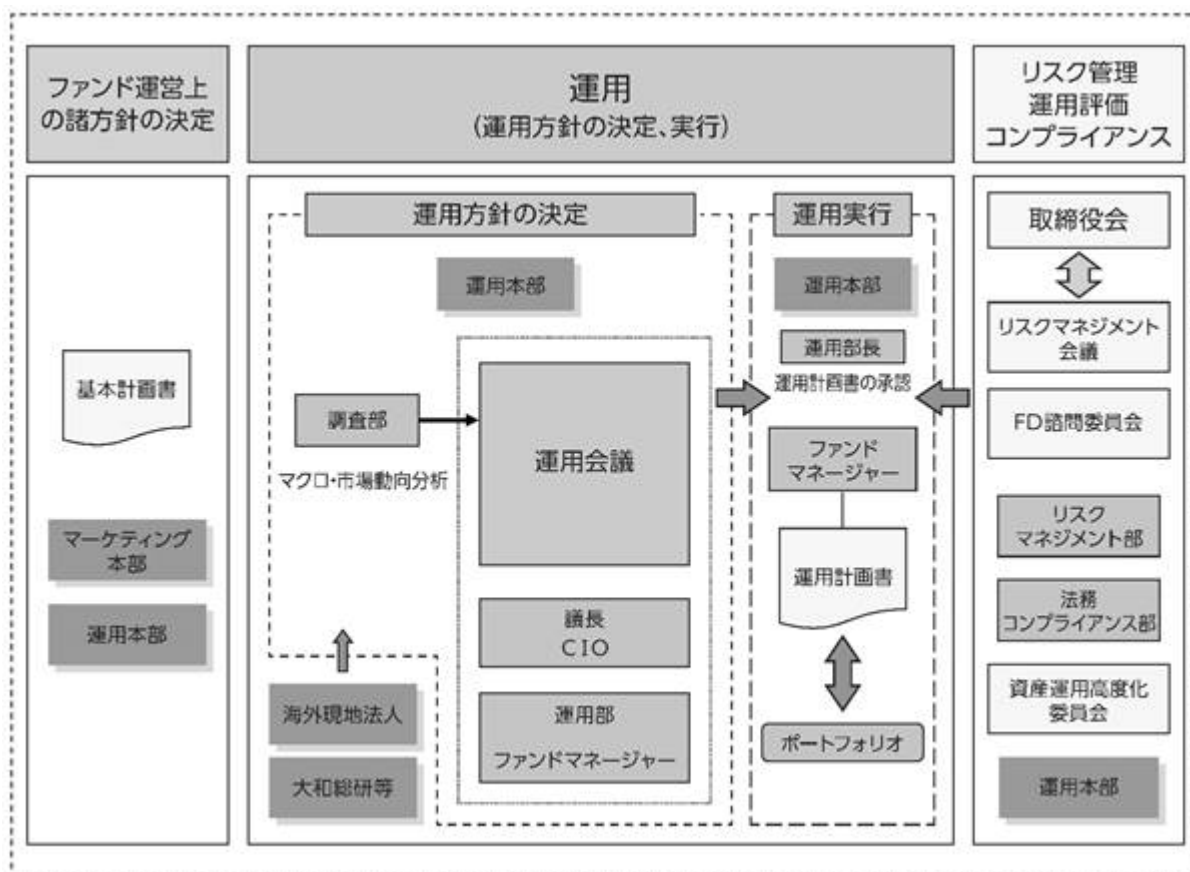 ファンド運営上
の諸方針の決定
運用
(運用方針の決定、実行)
リスク管理
運用評価
コンプライアンス
基本計画書
マーケティング
本部
運用本部
運用方針の決定
運用本部
調査部
マクロ・市場動向分析
運用会議
議長
CIO
運用部
ファンドマネージャー
海外現地法人
大和総研等
運用実行
運用本部
運用部長
運用計画書の承認
ファンド
マネージャー
運用計画書
ポートフォリオ
取締役会
リスクマネジメント
会議
FD諮問委員会
リスク
マネジメント部
法務
コンプライアンス部
資産運用高度化
委員会
運用本部